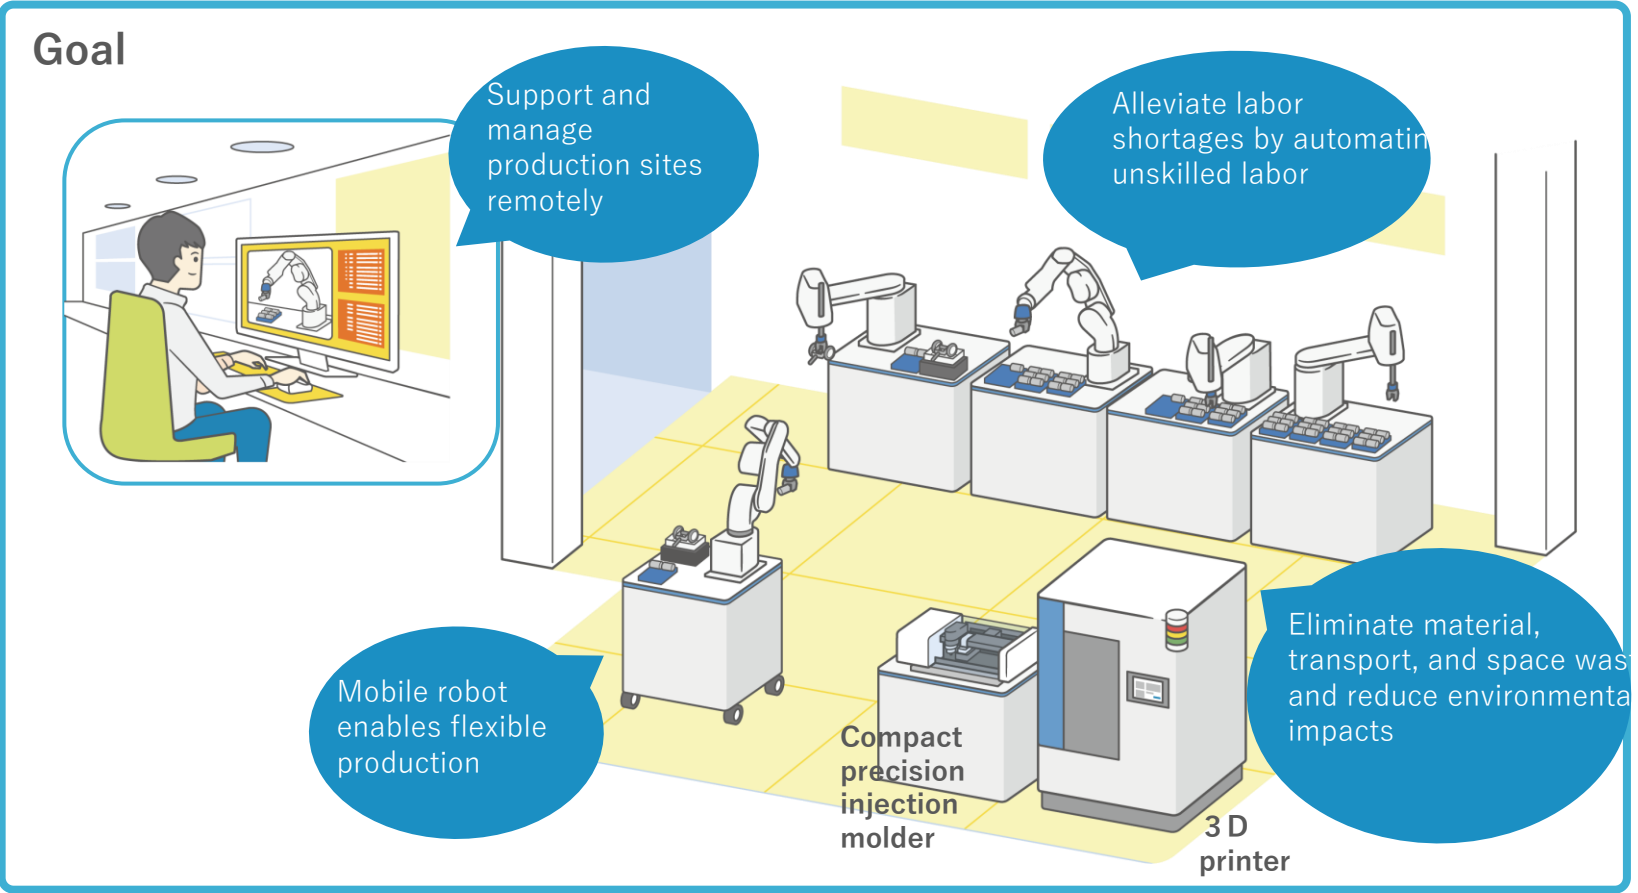 Goal
Support and
manage
production sites
remotely
Alleviate labor
shortages by automatin
unskilled labor
Mobile robot
enables flexible
production
Compact
precision
injection
molder
3 D
printer
Eliminate material,
transport, and space was
and reduce environmenta
impacts